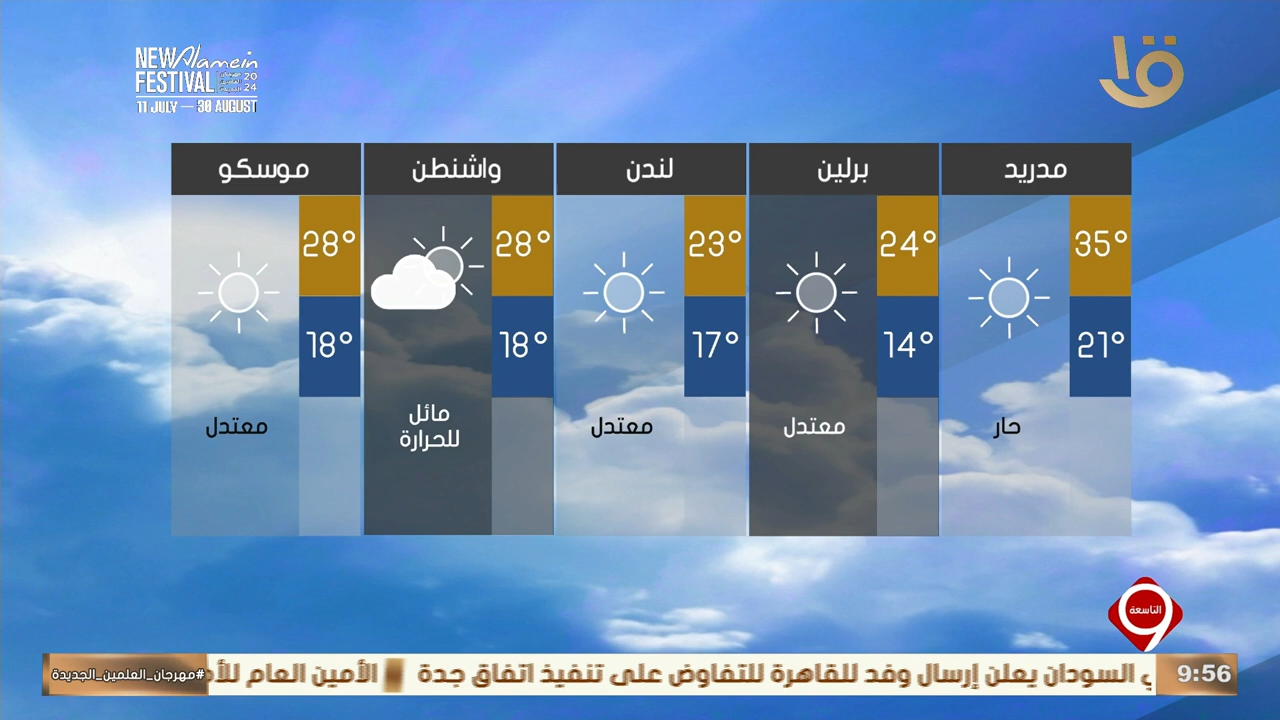 NEW Alamein
FESTIVAL 2024
11 JULY — 30 AUGUST
مدريد
35°
21°
حار
برلين
24°
14°
معتدل
لندن
23°
17°
معتدل
واشنطن
28°
18°
مائل
للحرارة
موسكو
28°
18°
معتدل
التاسعة
9
9:56
السودان يعلن إرسال وفد للقاهرة للتفاوض على تنفيذ اتفاق جدة الأمين العام
#مهرجان_العلمين_الجديدة